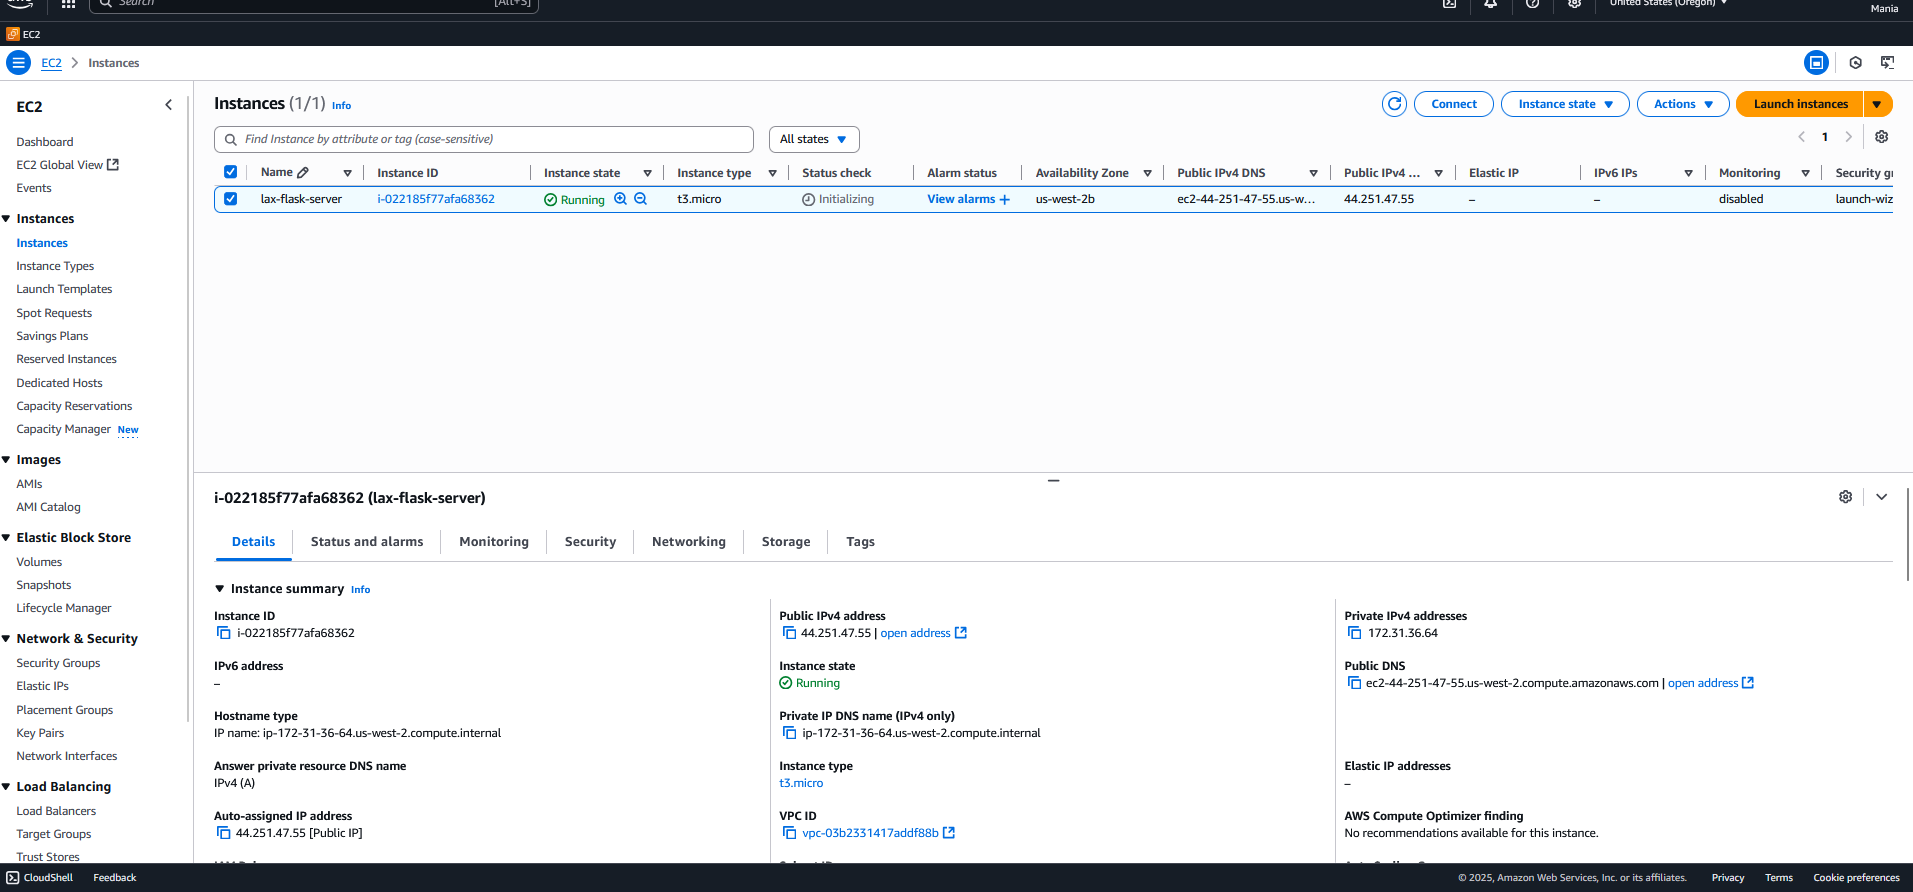 Search [Alt+S] United States (Oregon)
Mania
EC2
EC2 > Instances
EC2
Dashboard
EC2 Global View
Events
Instances
Instances
Instance Types
Launch Templates
Spot Requests
Savings Plans
Reserved Instances
Dedicated Hosts
Capacity Reservations
Capacity Manager New
Images
AMIs
AMI Catalog
Elastic Block Store
Volumes
Snapshots
Lifecycle Manager
Network & Security
Security Groups
Elastic IPs
Placement Groups
Key Pairs
Network Interfaces
Load Balancing
Load Balancers
Target Groups
Trust Stores
Instances (1/1) Info
Connect Instance state Actions Launch instances
Find Instance by attribute or tag (case-sensitive) All states 1
Name Instance ID Instance state Instance type Status check Alarm status Availability Zone Public IPv4 DNS Public IPv4 ... Elastic IP IPv6 IPs Monitoring Security gr
lax-flask-server i-022185f77afa68362 Running t3.micro Initializing View alarms + us-west-2b ec2-44-251-47-55.us-w... 44.251.47.55 – – disabled launch-wiz
i-022185f77afa68362 (lax-flask-server)
Details Status and alarms Monitoring Security Networking Storage Tags
Instance summary Info
Instance ID
i-022185f77afa68362
IPv6 address
–
Hostname type
IP name: ip-172-31-36-64.us-west-2.compute.internal
Answer private resource DNS name
IPv4 (A)
Auto-assigned IP address
44.251.47.55 [Public IP]
Public IPv4 address
44.251.47.55 | open address
Instance state
Running
Private IP DNS name (IPv4 only)
ip-172-31-36-64.us-west-2.compute.internal
Instance type
t3.micro
VPC ID
vpc-03b2331417addf88b
Private IPv4 addresses
172.31.36.64
Public DNS
ec2-44-251-47-55.us-west-2.compute.amazonaws.com | open address
Elastic IP addresses
–
AWS Compute Optimizer finding
No recommendations available for this instance.
CloudShell Feedback © 2025, Amazon Web Services, Inc. or its affiliates. Privacy Terms Cookie preferences